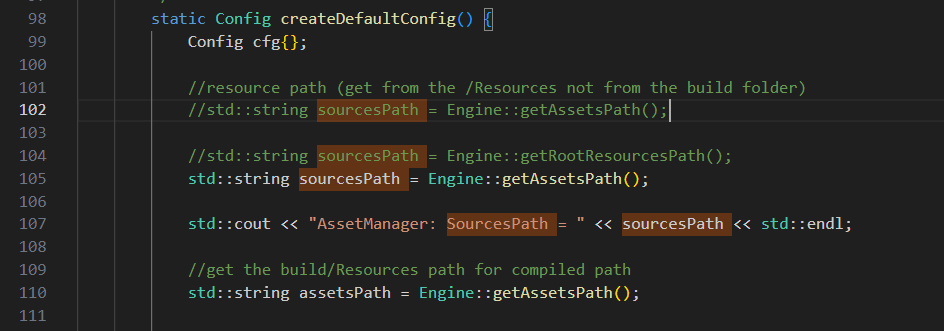 98 static Config createDefaultConfig() {
99 Config cfg{};
100
101 //resource path (get from the /Resources not from the build folder)
102 //std::string sourcesPath = Engine::getAssetsPath();
103
104 //std::string sourcesPath = Engine::getRootResourcesPath();
105 std::string sourcesPath = Engine::getAssetsPath();
106
107 std::cout << "AssetManager: SourcesPath = " << sourcesPath << std::endl;
108
109 //get the build/Resources path for compiled path
110 std::string assetsPath = Engine::getAssetsPath();
111